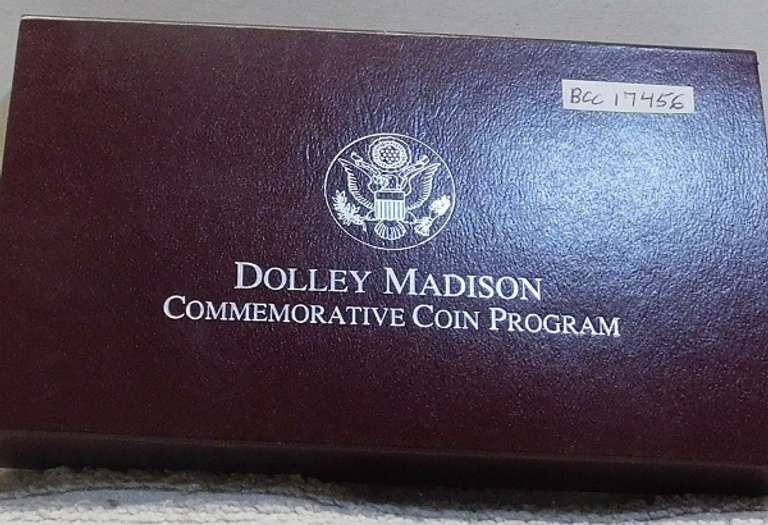 BCC 17456
DOLLEY MADISON
COMMEMORATIVE COIN PROGRAM